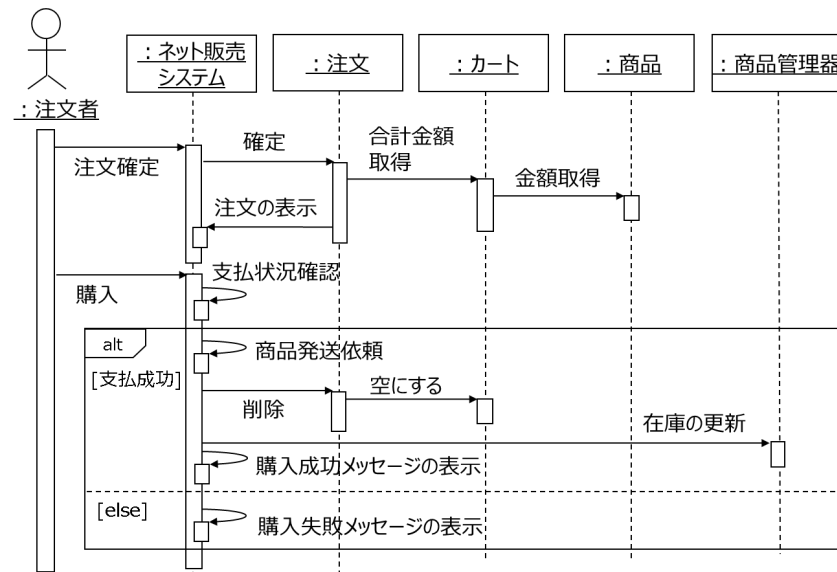 ：ネット販売
システム
：注文
：カート
：商品
：商品管理器
：注文者
注文確定
確定
合計金額
取得
金額取得
注文の表示
購入
支払状況確認
alt
[支払成功]
商品発送依頼
削除
空にする
在庫の更新
購入成功メッセージの表示
[else]
購入失敗メッセージの表示